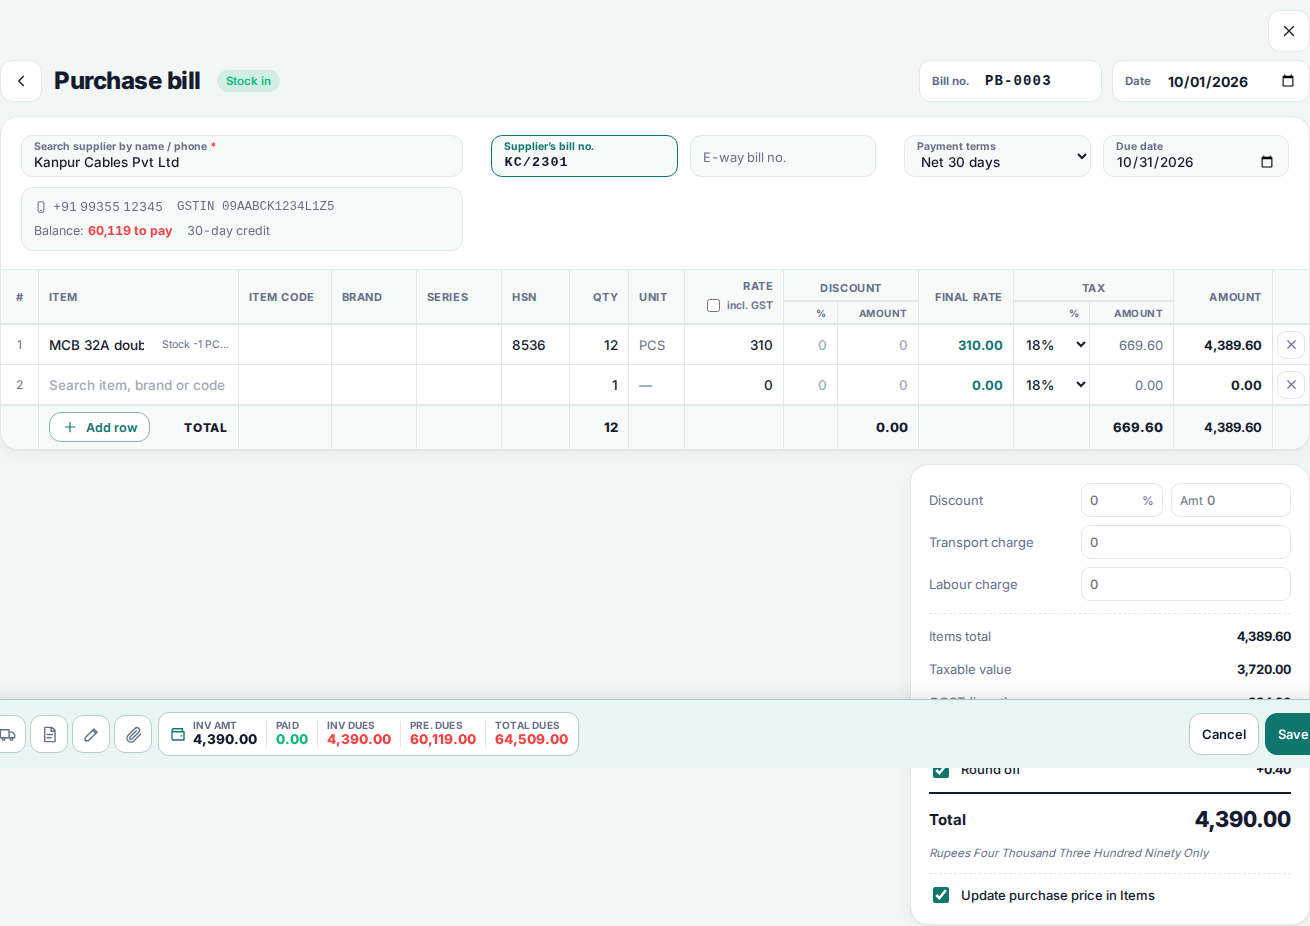 Purchase bill
Stock in
Bill no. PB-0003
Date 10/01/2026
Search supplier by name / phone *
Kanpur Cables Pvt Ltd
Supplier's bill no.
KC/2301
E-way bill no.
Payment terms
Net 30 days
Due date
10/31/2026
+91 99355 12345 GSTIN 09AABCK1234L1Z5
Balance: 60,119 to pay 30-day credit
# ITEM ITEM CODE BRAND SERIES HSN QTY UNIT RATE incl. GST DISCOUNT % AMOUNT FINAL RATE TAX % AMOUNT AMOUNT
1 MCB 32A doub Stock -1 PC... 8536 12 PCS 310 0 0 310.00 18% 669.60 4,389.60
2 Search item, brand or code 1 — 0 0 0 0.00 18% 0.00 0.00
+ Add row TOTAL 12 0.00 669.60 4,389.60
Discount 0 % Amt 0
Transport charge 0
Labour charge 0
Items total 4,389.60
Taxable value 3,720.00
INV AMT 4,390.00
PAID 0.00
INV DUES 4,390.00
PRE. DUES 60,119.00
TOTAL DUES 64,509.00
Cancel
Save
Round off +0.40
Total 4,390.00
Rupees Four Thousand Three Hundred Ninety Only
Update purchase price in Items